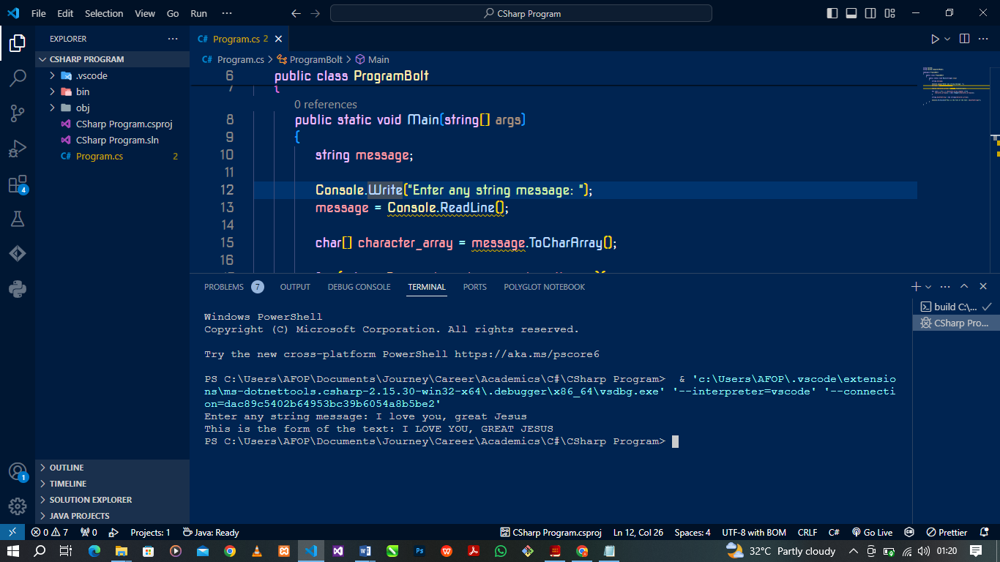 File Edit Selection View Go Run ··· CSharp Program
EXPLORER ···
CSHARP PROGRAM
.vscode
bin
obj
CSharp Program.csproj
CSharp Program.sln
C# Program.cs 2
OUTLINE
TIMELINE
SOLUTION EXPLORER
JAVA PROJECTS
C# Program.cs 2
C# Program.cs > ProgramBolt > Main
6 public class ProgramBolt
7 {
0 references
8 public static void Main(string[] args)
9 {
10 string message;
11
12 Console.Write("Enter any string message: ");
13 message = Console.ReadLine();
14
15 char[] character_array = message.ToCharArray();
16
PROBLEMS 7 OUTPUT DEBUG CONSOLE TERMINAL PORTS POLYGLOT NOTEBOOK
build C:\...
CSharp Pro...
Windows PowerShell
Copyright (C) Microsoft Corporation. All rights reserved.
Try the new cross-platform PowerShell https://aka.ms/pscore6
PS C:\Users\AFOP\Documents\Journey\Career\Academics\C#\CSharp Program>  & 'c:\Users\AFOP\.vscode\extensio
ns\ms-dotnettools.csharp-2.15.30-win32-x64\.debugger\x86_64\vsdbg.exe' '--interpreter=vscode' '--connecti
on=dac89c5402b64953bc39b6054a8b5be2'
Enter any string message: I love you, great Jesus
This is the form of the text: I LOVE YOU, GREAT JESUS
PS C:\Users\AFOP\Documents\Journey\Career\Academics\C#\CSharp Program>
4
1
0 7 0 Projects: 1 Java: Ready CSharp Program.csproj Ln 12, Col 26 Spaces: 4 UTF-8 with BOM CRLF C# Go Live Prettier
32°C Partly cloudy 01:20